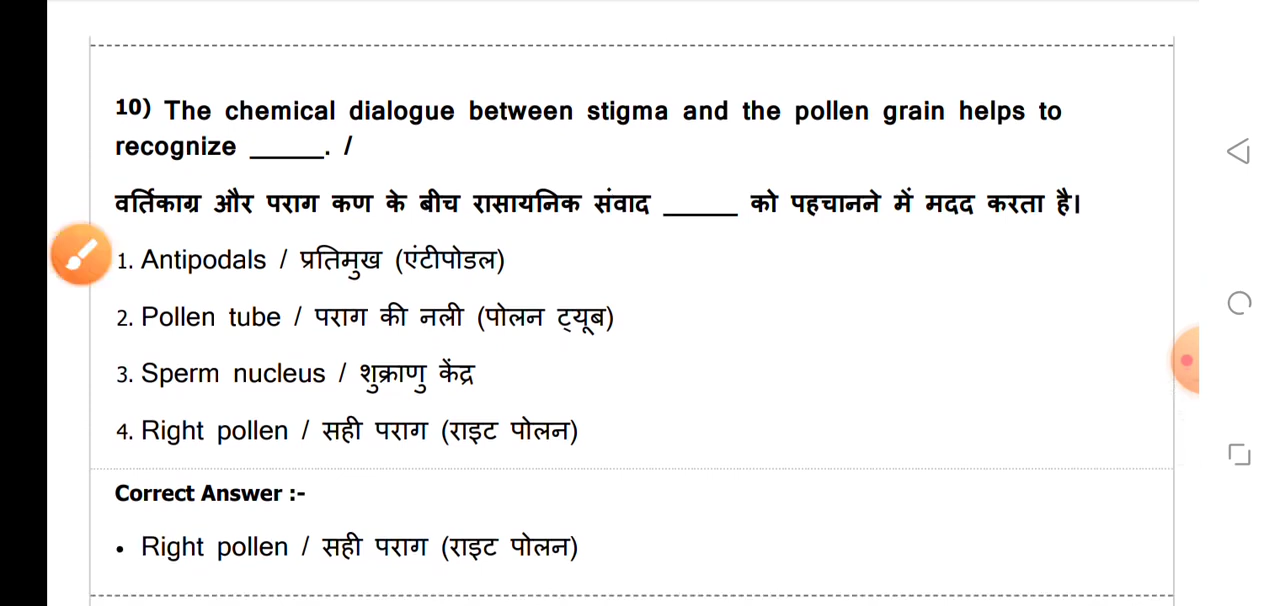 10) The chemical dialogue between stigma and the pollen grain helps to
recognize ______. /
वर्तिकाग्र और पराग कण के बीच रासायनिक संवाद ______ को पहचानने में मदद करता है।
1. Antipodals / प्रतिमुख (एंटीपोडल)
2. Pollen tube / पराग की नली (पोलन ट्यूब)
3. Sperm nucleus / शुक्राणु केंद्र
4. Right pollen / सही पराग (राइट पोलन)
Correct Answer :-
• Right pollen / सही पराग (राइट पोलन)